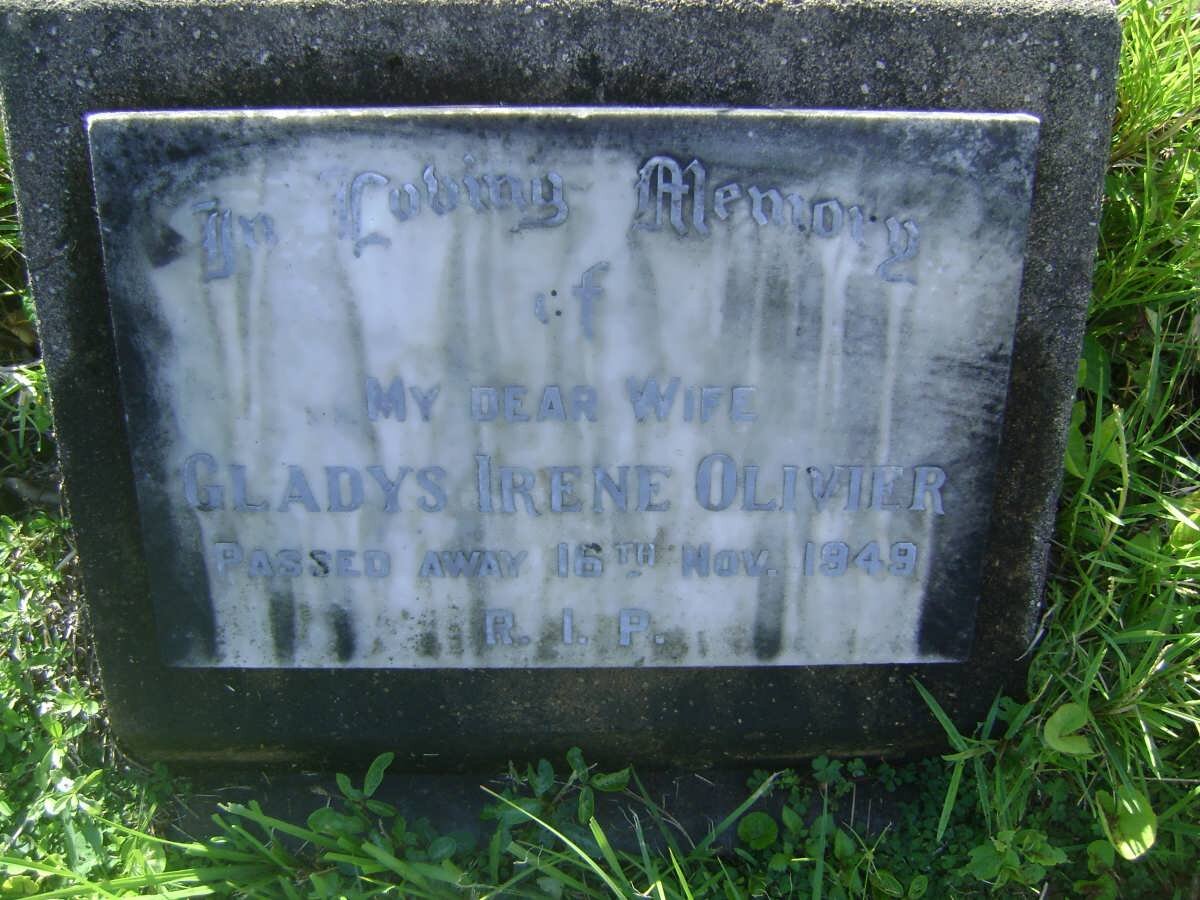 In Loving Memory
of
MY DEAR WIFE
GLADYS IRENE OLIVIER
PASSED AWAY 16TH NOV. 1949
R. I. P.